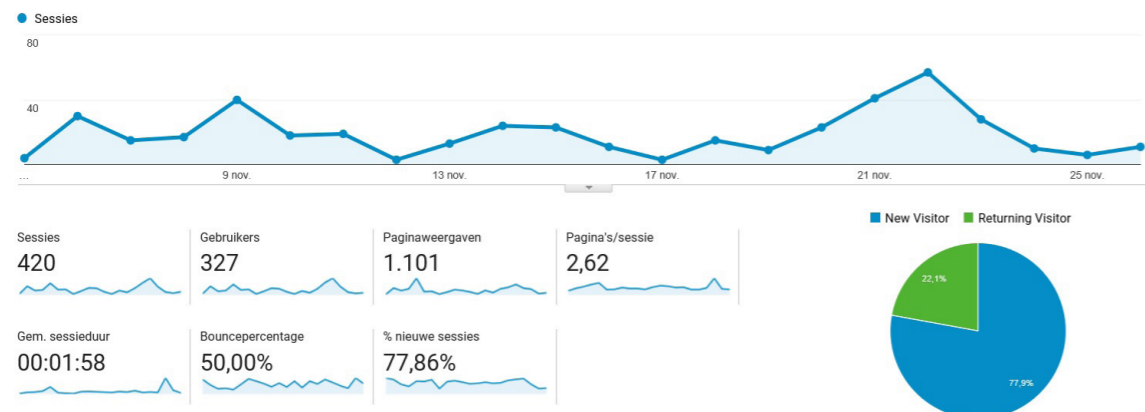 Sessies
80
40
...
9 nov.
13 nov.
17 nov.
21 nov.
25 nov.
New Visitor
Returning Visitor
Sessies
420
Gebruikers
327
Paginaweergaven
1.101
Pagina's/sessie
2,62
Gem. sessieduur
00:01:58
Bouncepercentage
50,00%
% nieuwe sessies
77,86%
22,1%
77,9%